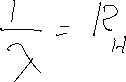 1/λ = R_H